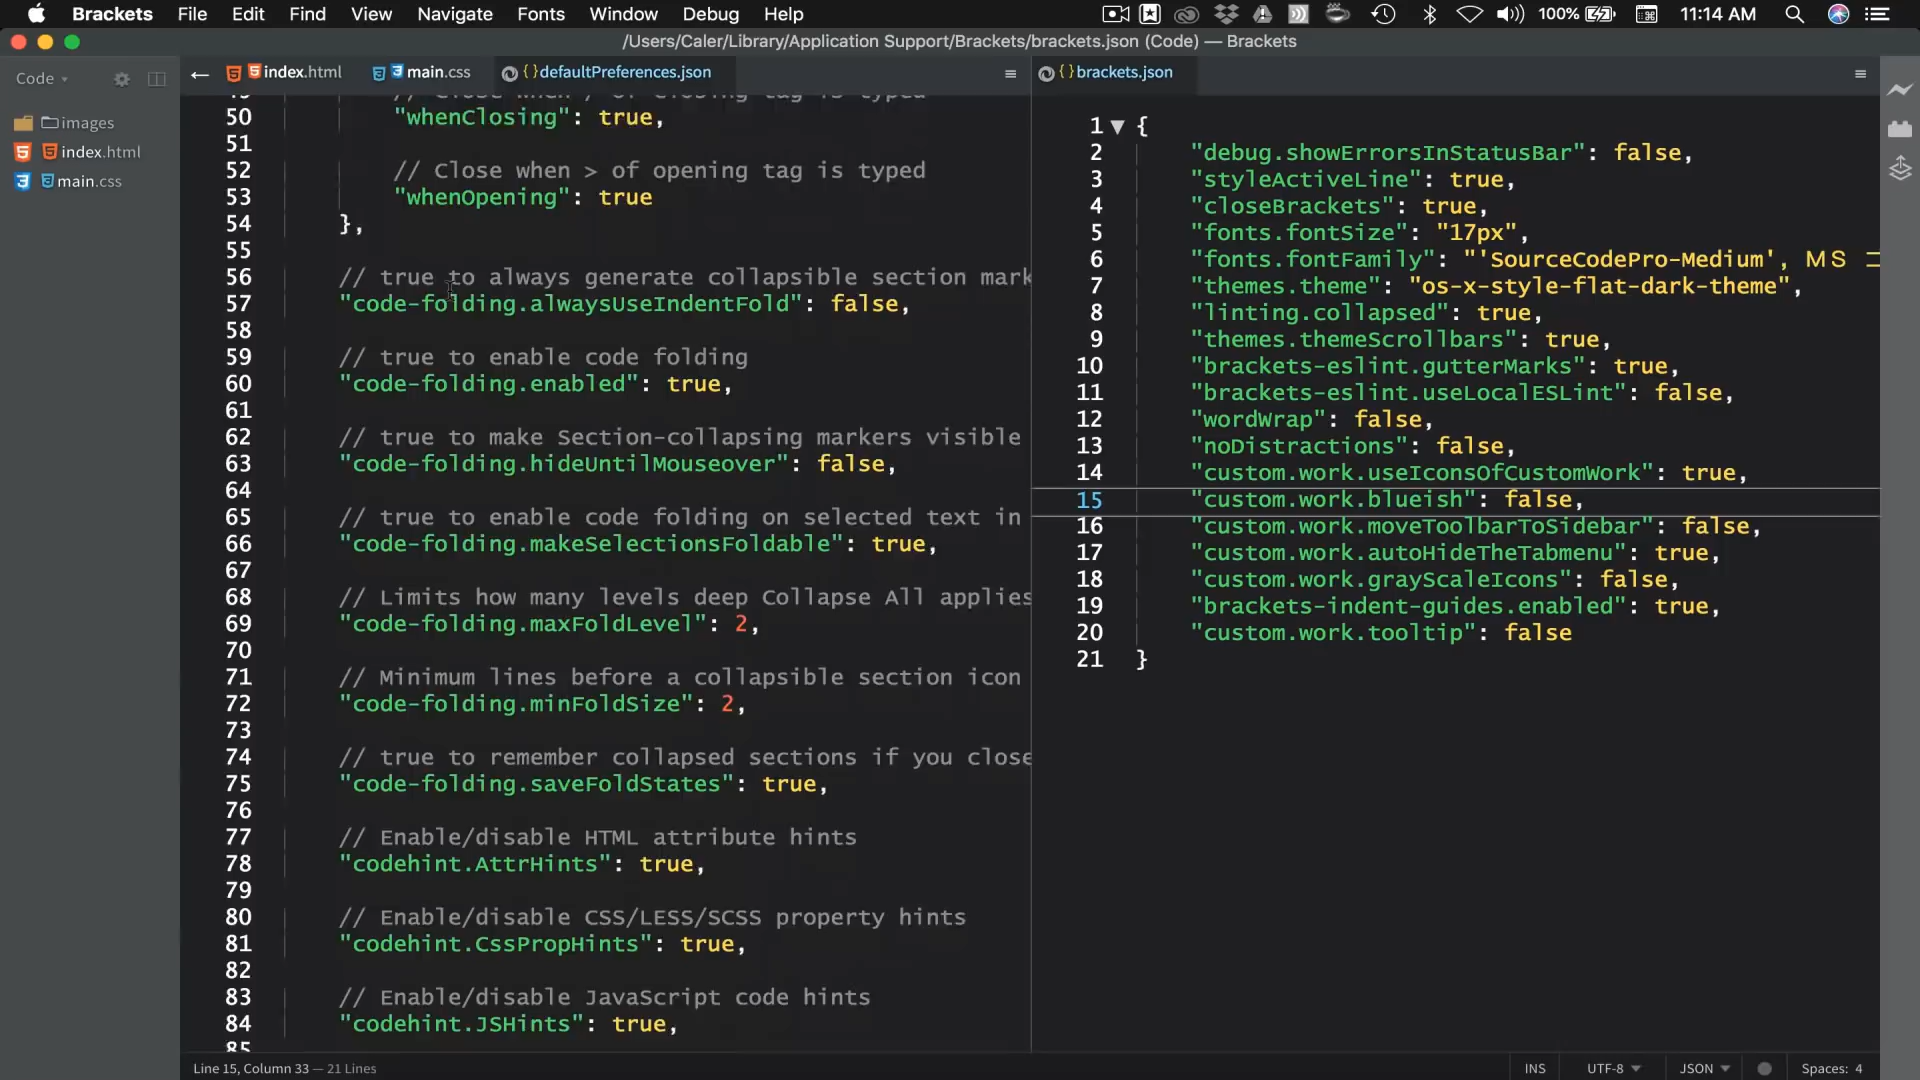 Brackets File Edit Find View Navigate Fonts Window Debug Help 100% 11:14 AM
/Users/Caler/Library/Application Support/Brackets/brackets.json (Code) — Brackets
Code
images
index.html
main.css
index.html main.css {}defaultPreferences.json
50 "whenClosing": true,
51
52 // Close when > of opening tag is typed
53 "whenOpening": true
54 },
55
56 // true to always generate collapsible section mark
57 "code-folding.alwaysUseIndentFold": false,
58
59 // true to enable code folding
60 "code-folding.enabled": true,
61
62 // true to make Section-collapsing markers visible
63 "code-folding.hideUntilMouseover": false,
64
65 // true to enable code folding on selected text in
66 "code-folding.makeSelectionsFoldable": true,
67
68 // Limits how many levels deep Collapse All applies
69 "code-folding.maxFoldLevel": 2,
70
71 // Minimum lines before a collapsible section icon
72 "code-folding.minFoldSize": 2,
73
74 // true to remember collapsed sections if you close
75 "code-folding.saveFoldStates": true,
76
77 // Enable/disable HTML attribute hints
78 "codehint.AttrHints": true,
79
80 // Enable/disable CSS/LESS/SCSS property hints
81 "codehint.CssPropHints": true,
82
83 // Enable/disable JavaScript code hints
84 "codehint.JSHints": true,
85
{}brackets.json
1 {
2 "debug.showErrorsInStatusBar": false,
3 "styleActiveLine": true,
4 "closeBrackets": true,
5 "fonts.fontSize": "17px",
6 "fonts.fontFamily": "'SourceCodePro-Medium', ＭＳ
7 "themes.theme": "os-x-style-flat-dark-theme",
8 "linting.collapsed": true,
9 "themes.themeScrollbars": true,
10 "brackets-eslint.gutterMarks": true,
11 "brackets-eslint.useLocalESLint": false,
12 "wordWrap": false,
13 "noDistractions": false,
14 "custom.work.useIconsOfCustomWork": true,
15 "custom.work.blueish": false,
16 "custom.work.moveToolbarToSidebar": false,
17 "custom.work.autoHideTheTabmenu": true,
18 "custom.work.grayScaleIcons": false,
19 "brackets-indent-guides.enabled": true,
20 "custom.work.tooltip": false
21 }
Line 15, Column 33 — 21 Lines INS UTF-8 JSON Spaces: 4